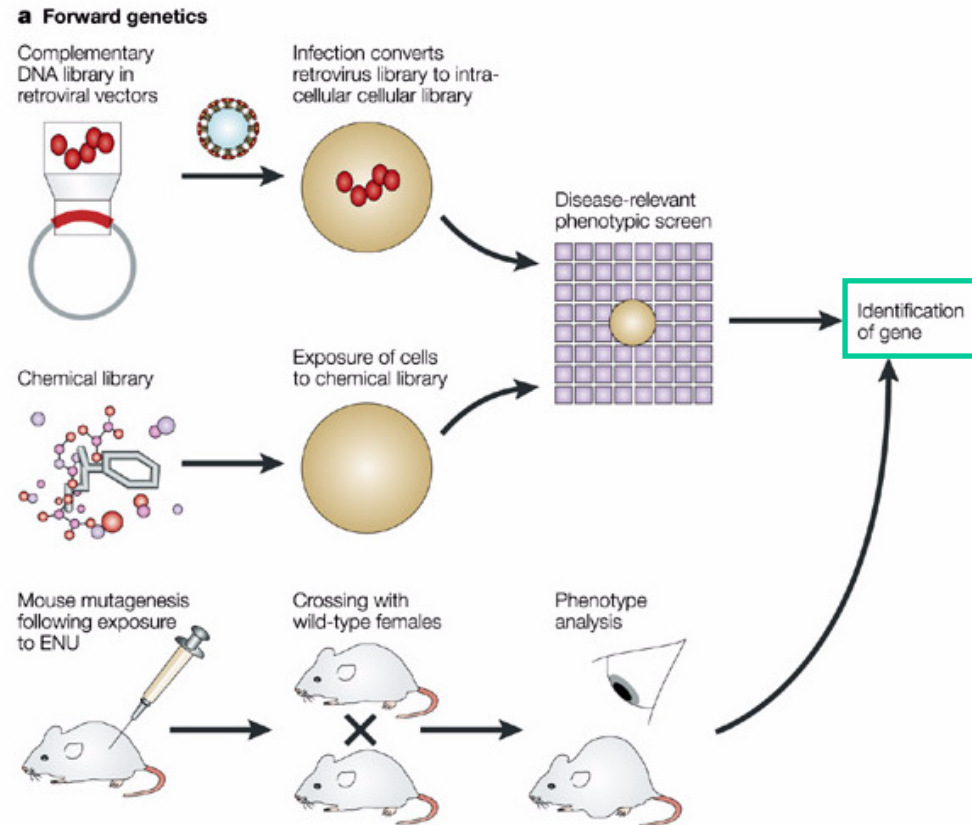 a Forward genetics
Complementary
DNA library in
retroviral vectors
Infection converts
retrovirus library to intra-
cellular cellular library
Disease-relevant
phenotypic screen
Identification
of gene
Chemical library
Exposure of cells
to chemical library
Mouse mutagenesis
following exposure
to ENU
Crossing with
wild-type females
Phenotype
analysis